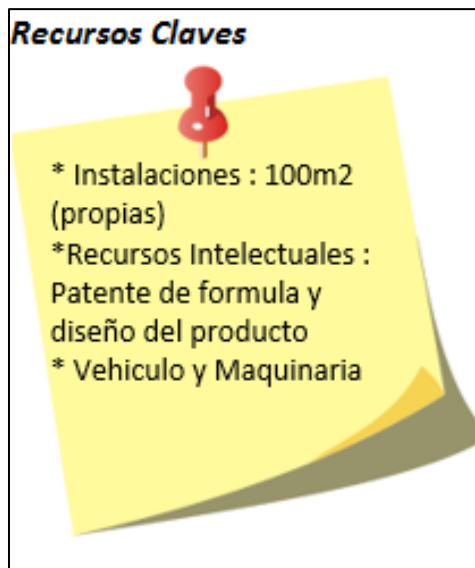 Recursos Claves
* Instalaciones : 100m2
(propias)
*Recursos Intelectuales :
Patente de formula y
diseño del producto
* Vehiculo y Maquinaria